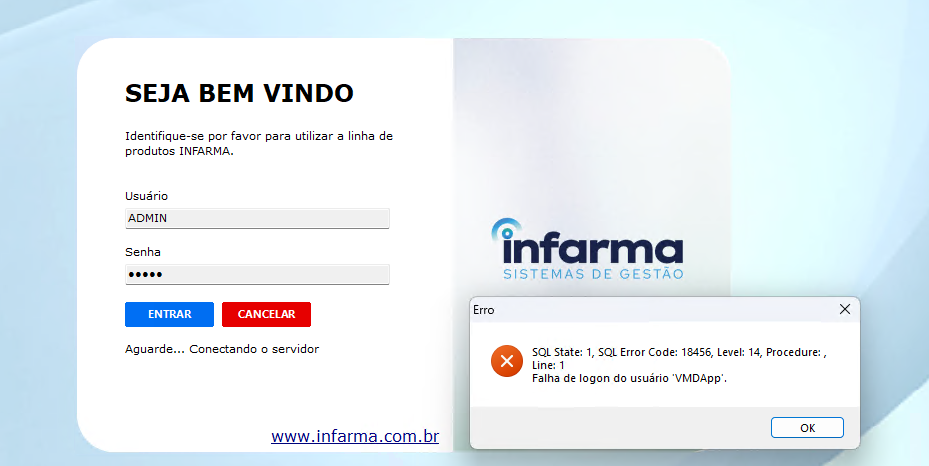 SEJA BEM VINDO
Identifique-se por favor para utilizar a linha de
produtos INFARMA.
Usuário
ADMIN
Senha
•••••
ENTRAR CANCELAR
Aguarde... Conectando o servidor
www.infarma.com.br
infarma
SISTEMAS DE GESTÃO
Erro
SQL State: 1, SQL Error Code: 18456, Level: 14, Procedure: ,
Line: 1
Falha de logon do usuário 'VMDApp'.
OK